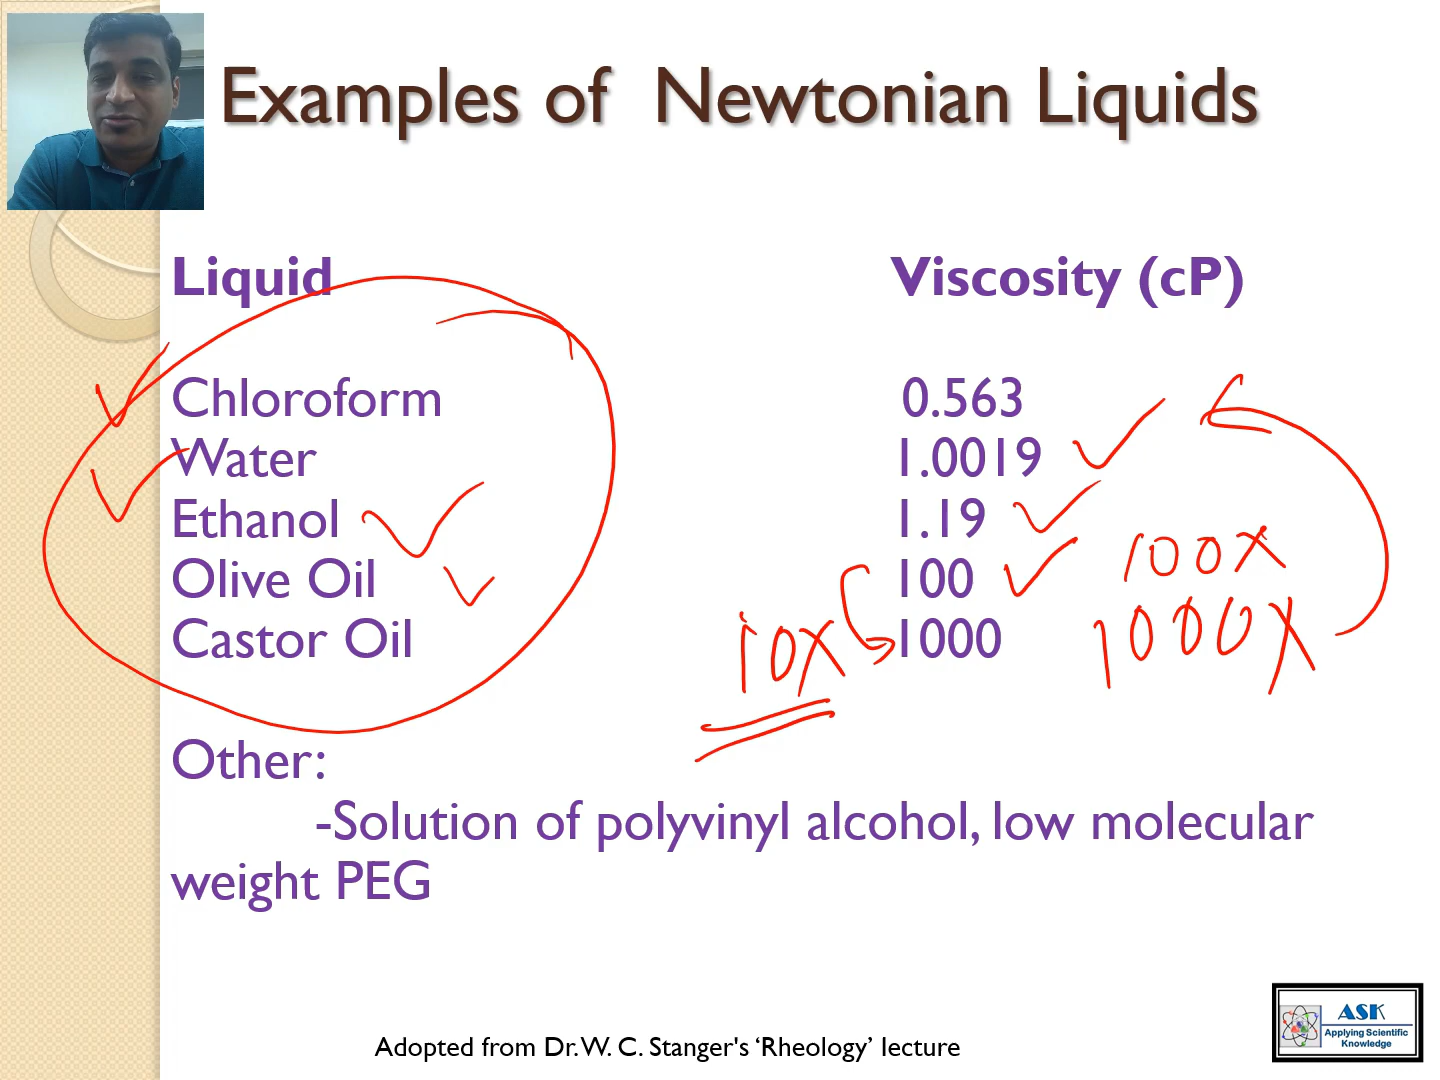 Examples of Newtonian Liquids
Liquid Viscosity (cP)
Chloroform 0.563
Water 1.0019
Ethanol 1.19
100X
Olive Oil 100
1000X
Castor Oil 1000
10X
Other:
-Solution of polyvinyl alcohol, low molecular
weight PEG
ASK
Applying Scientific
Knowledge
Adopted from Dr. W. C. Stanger's ‘Rheology’ lecture